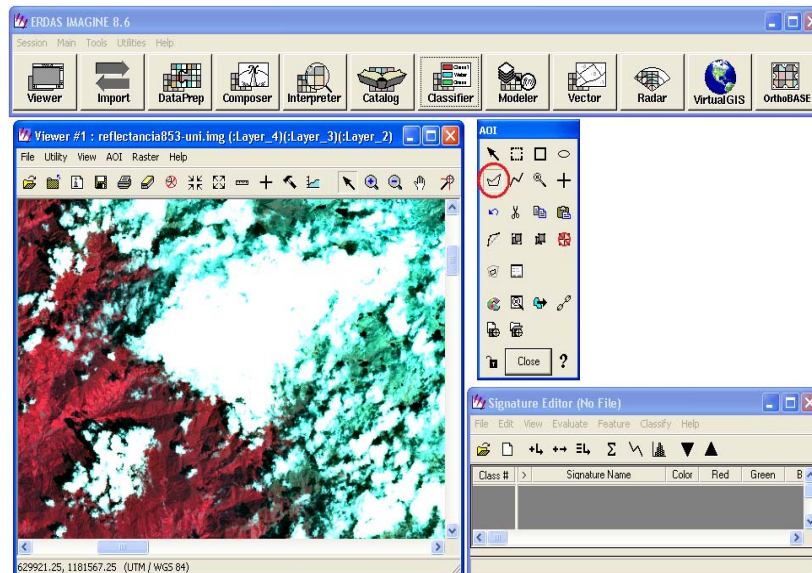 ERDAS IMAGINE 8.6
Session Main Tools Utilities Help
Viewer Import DataPrep Composer Interpreter Catalog Classifier Modeler Vector Radar VirtualGIS OrthoBASE
Viewer #1 : reflectancia853-uni.img (:Layer_4)(:Layer_3)(:Layer_2)
File Utility View AOI Raster Help
629921.25, 1181567.25 (UTM / WGS 84)
AOI
Close ?
Signature Editor (No File)
File Edit View Evaluate Feature Classify Help
Class # > Signature Name Color Red Green B